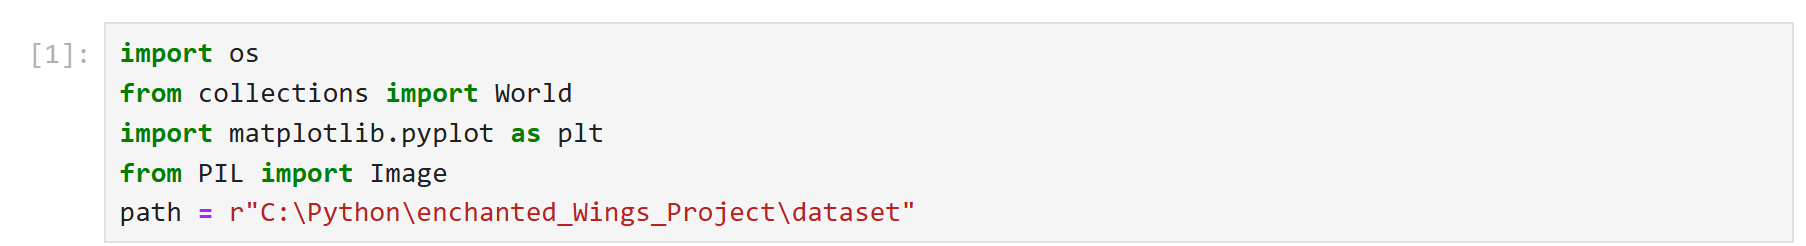 [1]:
import os
from collections import World
import matplotlib.pyplot as plt
from PIL import Image
path = r"C:\Python\enchanted_Wings_Project\dataset"